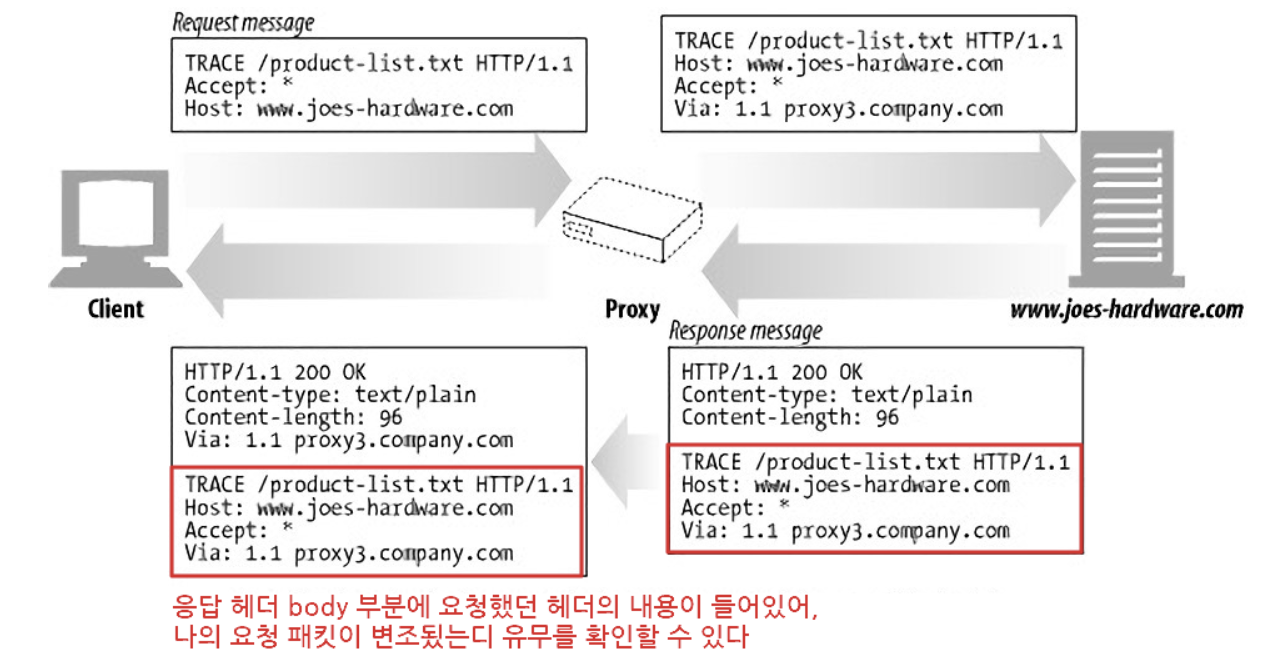 Request message
TRACE /product-list.txt HTTP/1.1
Accept: *
Host: www.joes-hardware.com
TRACE /product-list.txt HTTP/1.1
Host: www.joes-hardware.com
Accept: *
Via: 1.1 proxy3.company.com
Client
Proxy
www.joes-hardware.com
Response message
HTTP/1.1 200 OK
Content-type: text/plain
Content-length: 96
Via: 1.1 proxy3.company.com
TRACE /product-list.txt HTTP/1.1
Host: www.joes-hardware.com
Accept: *
Via: 1.1 proxy3.company.com
HTTP/1.1 200 OK
Content-type: text/plain
Content-length: 96
TRACE /product-list.txt HTTP/1.1
Host: www.joes-hardware.com
Accept: *
Via: 1.1 proxy3.company.com
응답 헤더 body 부분에 요청했던 헤더의 내용이 들어있어,
나의 요청 패킷이 변조됐는디 유무를 확인할 수 있다